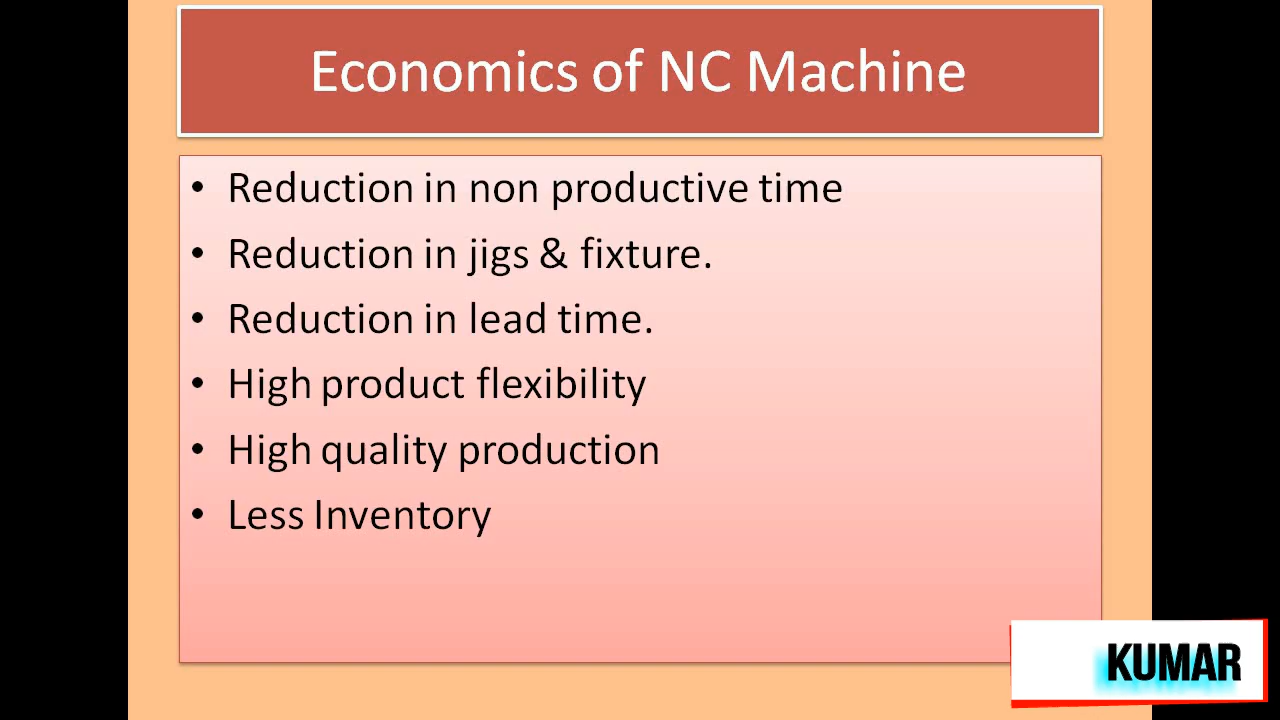 Economics of NC Machine
• Reduction in non productive time
• Reduction in jigs & fixture.
• Reduction in lead time.
• High product flexibility
• High quality production
• Less Inventory
KUMAR